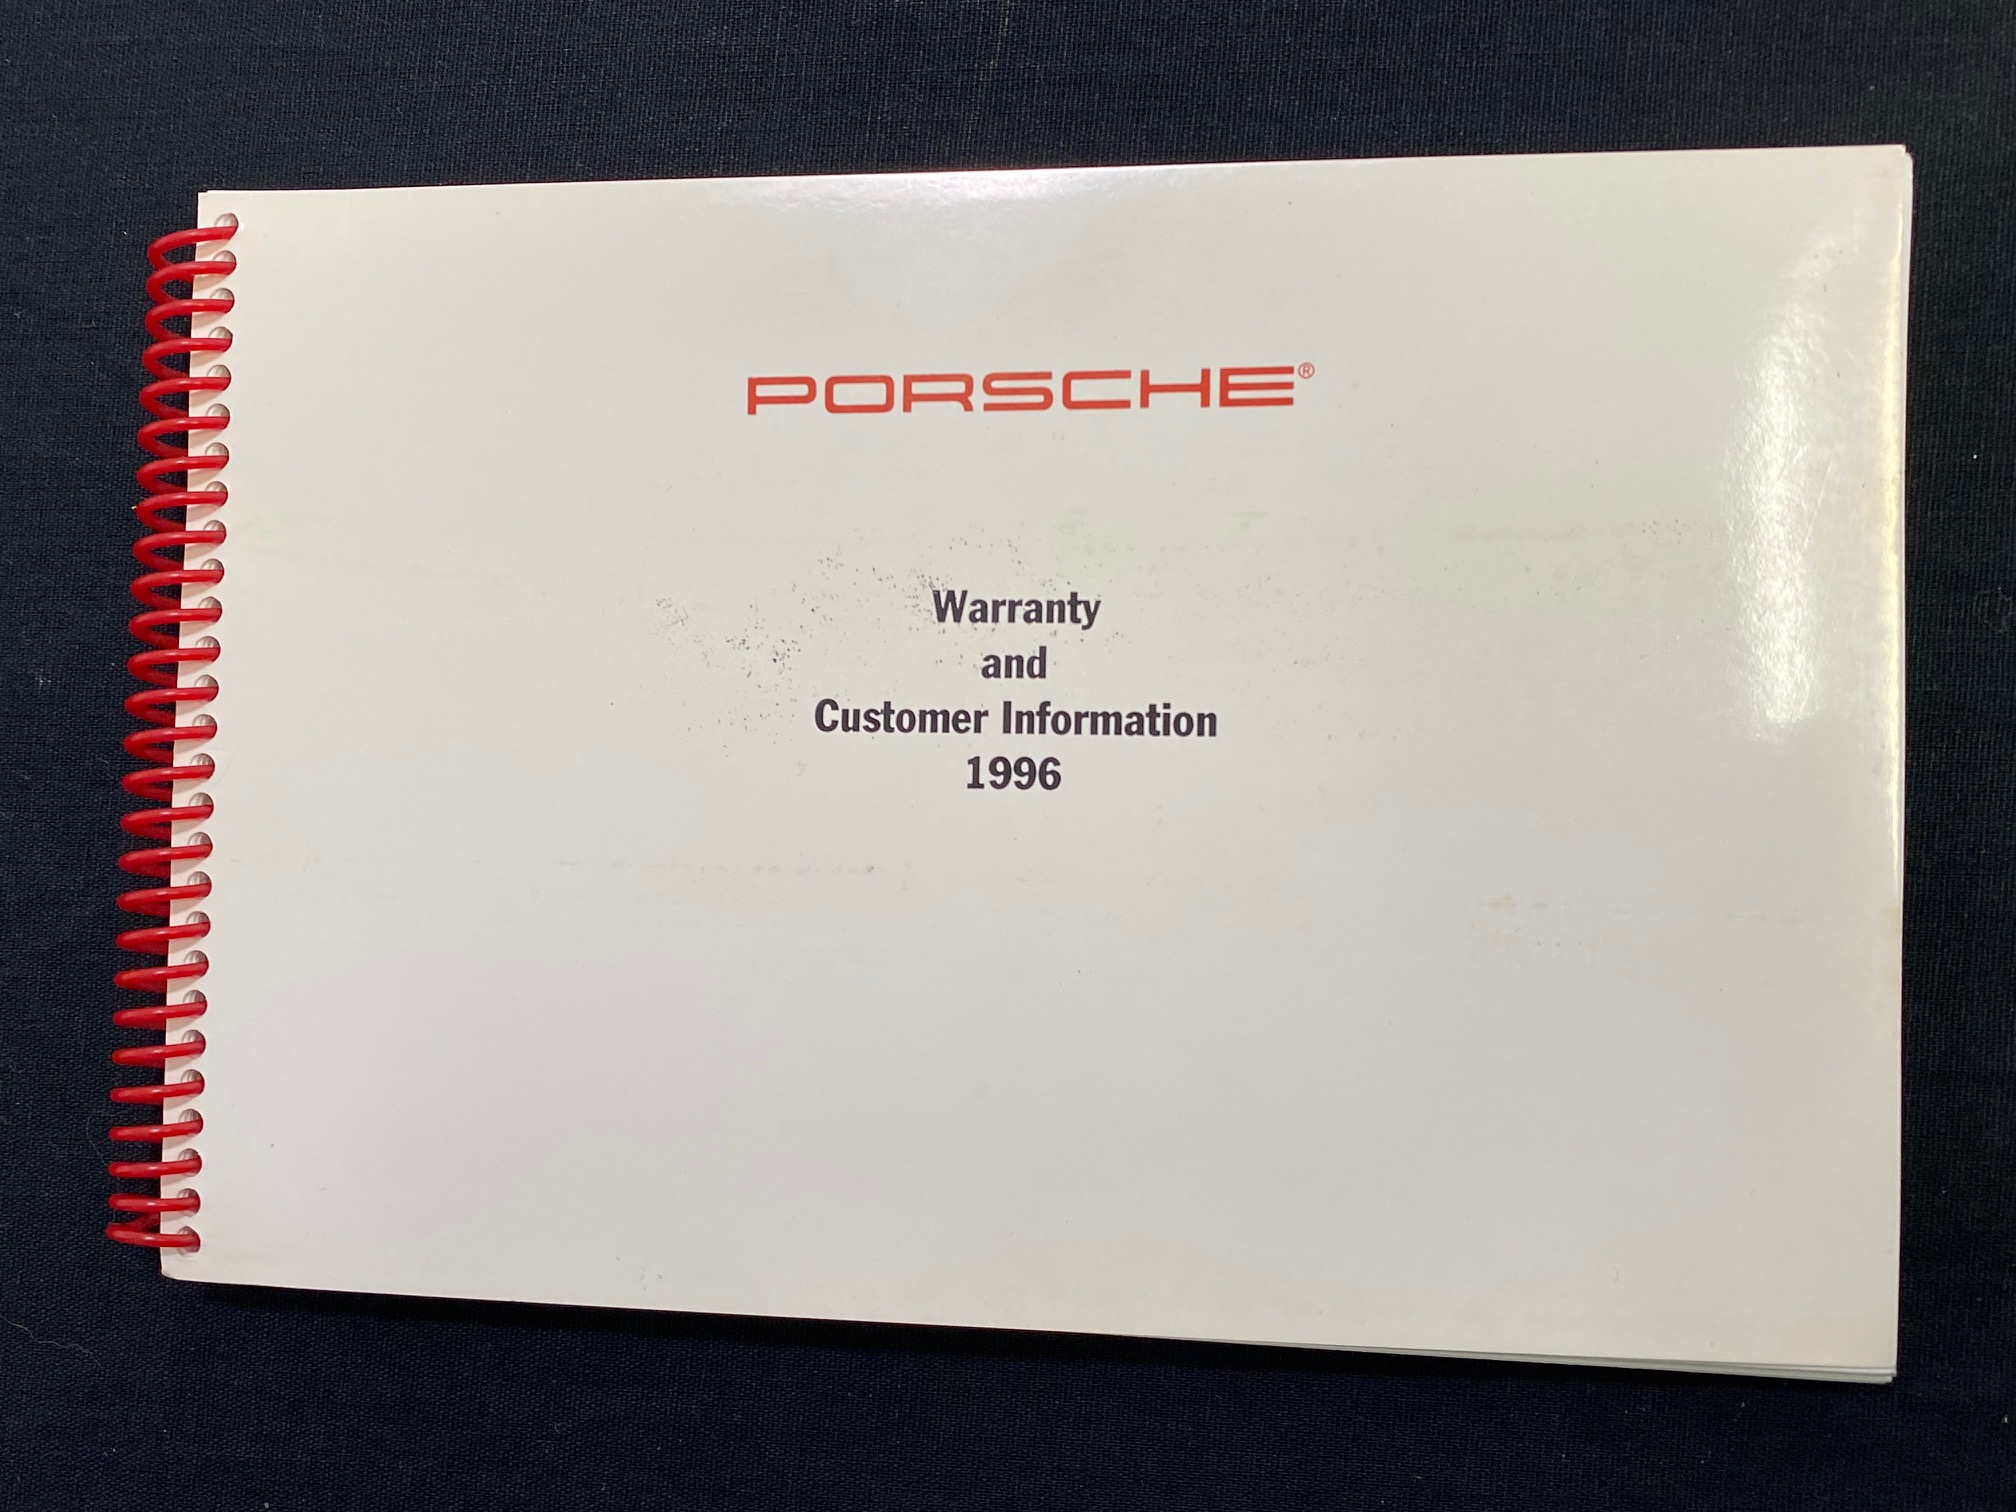 PORSCHE®
Warranty
and
Customer Information
1996